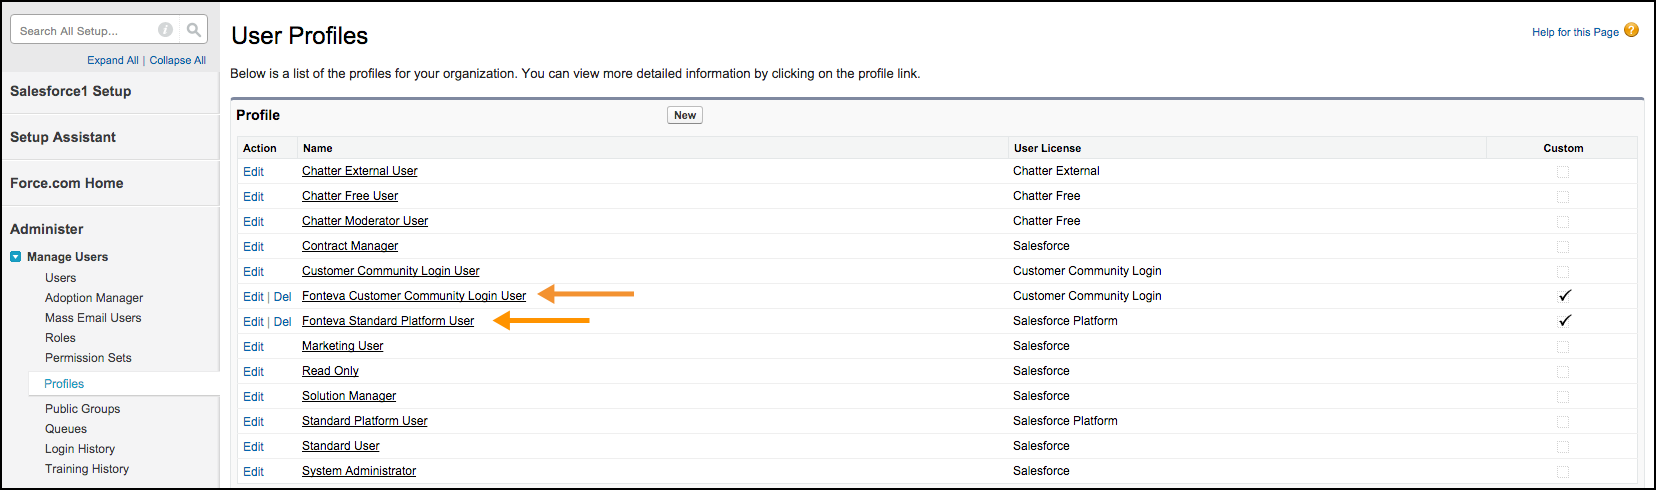 Search All Setup...
Expand All | Collapse All
Salesforce1 Setup
Setup Assistant
Force.com Home
Administer
Manage Users
Users
Adoption Manager
Mass Email Users
Roles
Permission Sets
Profiles
Public Groups
Queues
Login History
Training History
User Profiles
Help for this Page ?
Below is a list of the profiles for your organization. You can view more detailed information by clicking on the profile link.
Profile New
Action Name User License Custom
Edit Chatter External User Chatter External
Edit Chatter Free User Chatter Free
Edit Chatter Moderator User Chatter Free
Edit Contract Manager Salesforce
Edit Customer Community Login User Customer Community Login
Edit | Del Fonteva Customer Community Login User Customer Community Login
Edit | Del Fonteva Standard Platform User Salesforce Platform
Edit Marketing User Salesforce
Edit Read Only Salesforce
Edit Solution Manager Salesforce
Edit Standard Platform User Salesforce Platform
Edit Standard User Salesforce
Edit System Administrator Salesforce